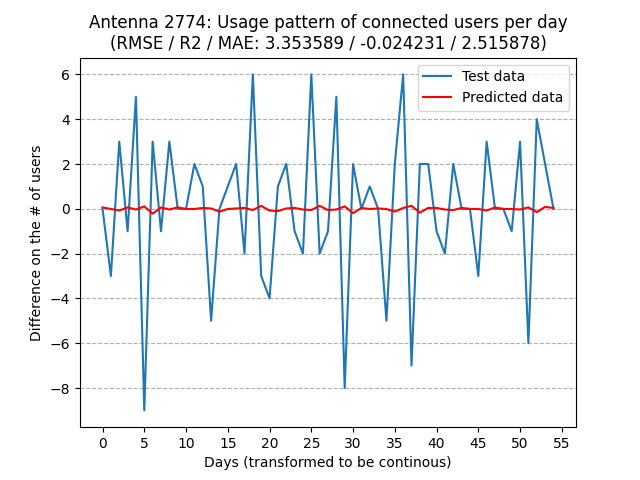 Antenna 2774: Usage pattern of connected users per day
(RMSE / R2 / MAE: 3.353589 / -0.024231 / 2.515878)
Test data
Predicted data
Difference on the # of users
6
4
2
0
−2
−4
−6
−8
0 5 10 15 20 25 30 35 40 45 50 55
Days (transformed to be continous)